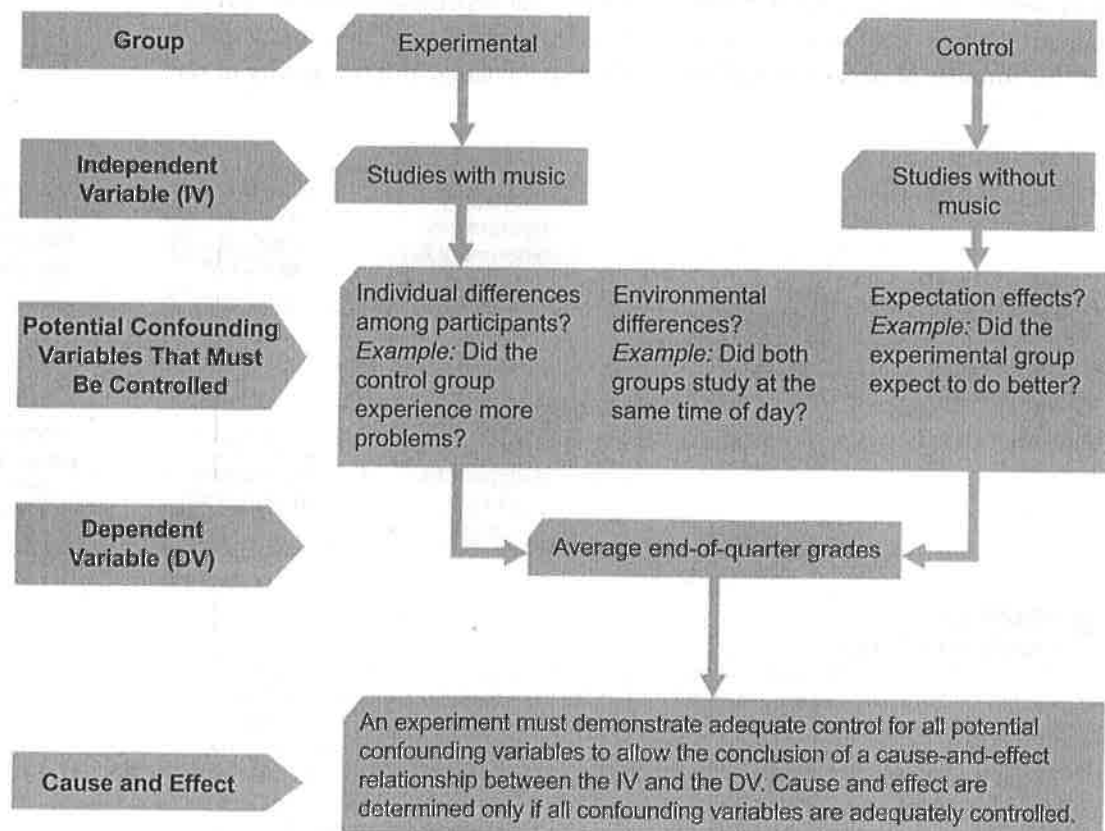 Group
Experimental
Control
Independent
Variable (IV)
Studies with music
Studies without
music
Potential Confounding
Variables That Must
Be Controlled
Individual differences
among participants?
Example: Did the
control group
experience more
problems?
Environmental
differences?
Example: Did both
groups study at the
same time of day?
Expectation effects?
Example: Did the
experimental group
expect to do better?
Dependent
Variable (DV)
Average end-of-quarter grades
Cause and Effect
An experiment must demonstrate adequate control for all potential
confounding variables to allow the conclusion of a cause-and-effect
relationship between the IV and the DV. Cause and effect are
determined only if all confounding variables are adequately controlled.